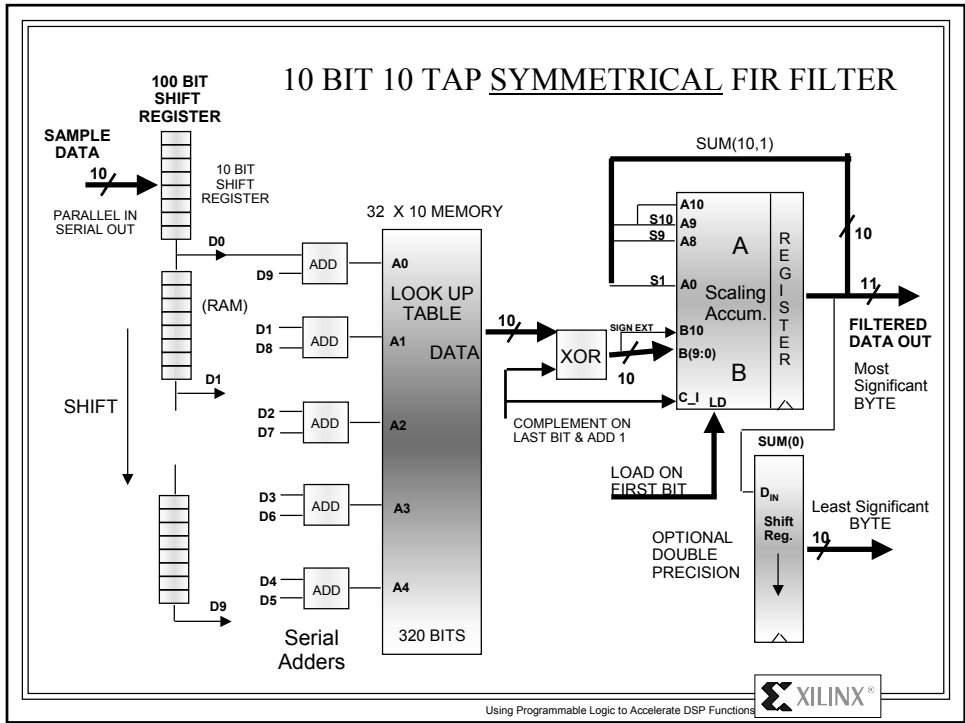 10 BIT 10 TAP SYMMETRICAL FIR FILTER
100 BIT
SHIFT
REGISTER
SAMPLE
DATA
10
PARALLEL IN
SERIAL OUT
10 BIT
SHIFT
REGISTER
D0
(RAM)
D1
SHIFT
D9
ADD
D9
D1
D8
ADD
D2
D7
ADD
D3
D6
ADD
D4
D5
ADD
Serial
Adders
32 X 10 MEMORY
A0
LOOK UP
TABLE
A1
DATA
A2
A3
A4
320 BITS
10
XOR
SIGN EXT
10
COMPLEMENT ON
LAST BIT & ADD 1
LOAD ON
FIRST BIT
SUM(10,1)
A10
S10
A9
S9
A8
S1
A0
A
Scaling
Accum.
B10
B(9:0)
B
C_I
LD
R
E
G
I
S
T
E
R
10
11
FILTERED
DATA OUT
Most
Significant
BYTE
SUM(0)
DIN
Shift
Reg.
OPTIONAL
DOUBLE
PRECISION
Least Significant
BYTE
10
Using Programmable Logic to Accelerate DSP Functions
XILINX®